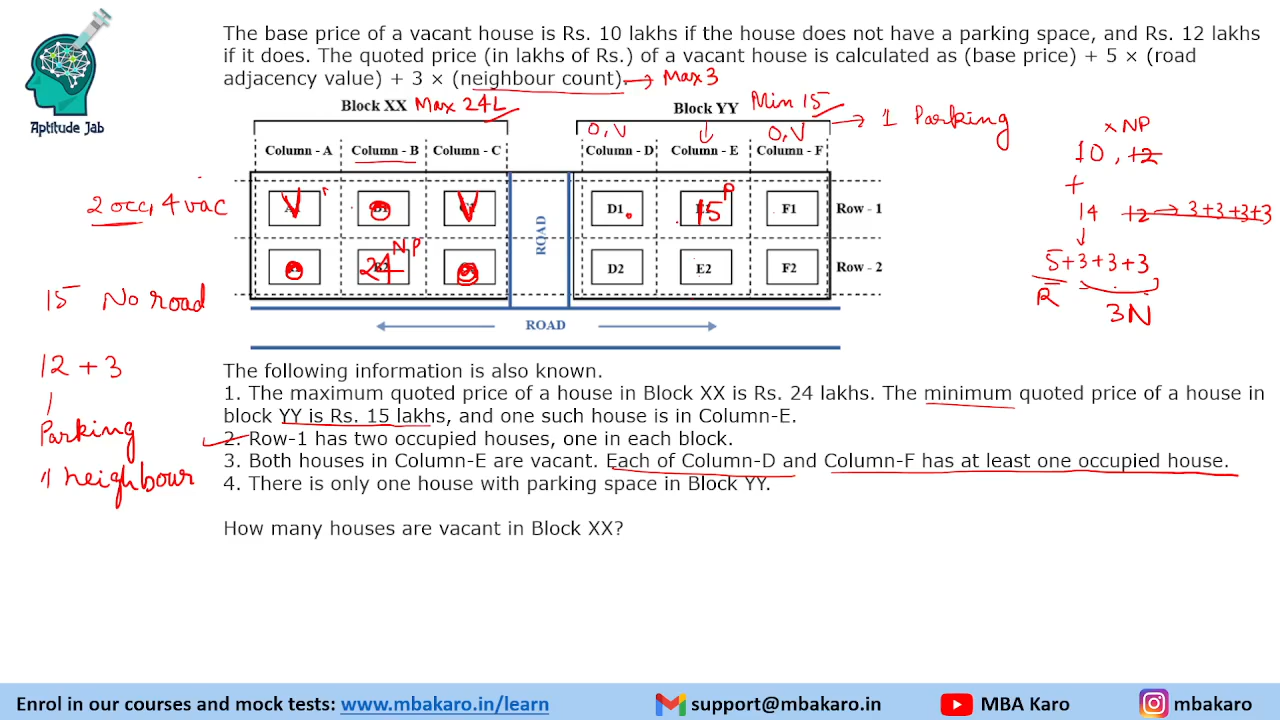 The base price of a vacant house is Rs. 10 lakhs if the house does not have a parking space, and Rs. 12 lakhs
if it does. The quoted price (in lakhs of Rs.) of a vacant house is calculated as (base price) + 5 × (road
adjacency value) + 3 × (neighbour count). → Max 3
Aptitude Jab
Block XX Max 24L
Block YY Min 15
→ 1 Parking
O, V
O, V
Column - A Column - B Column - C Column - D Column - E Column - F
x NP
10, 12
+
14 12 → 3+3+3+3
5+3+3+3
R 3N
2 occ, 4 vac
V V D1 15 P F1 Row - 1
ROAD
24 NP D2 E2 F2 Row - 2
ROAD
15 No road
12 + 3
Parking
1 neighbour
The following information is also known.
1. The maximum quoted price of a house in Block XX is Rs. 24 lakhs. The minimum quoted price of a house in
block YY is Rs. 15 lakhs, and one such house is in Column-E.
2. Row-1 has two occupied houses, one in each block.
3. Both houses in Column-E are vacant. Each of Column-D and Column-F has at least one occupied house.
4. There is only one house with parking space in Block YY.
How many houses are vacant in Block XX?
Enrol in our courses and mock tests: www.mbakaro.in/learn support@mbakaro.in MBA Karo mbakaro